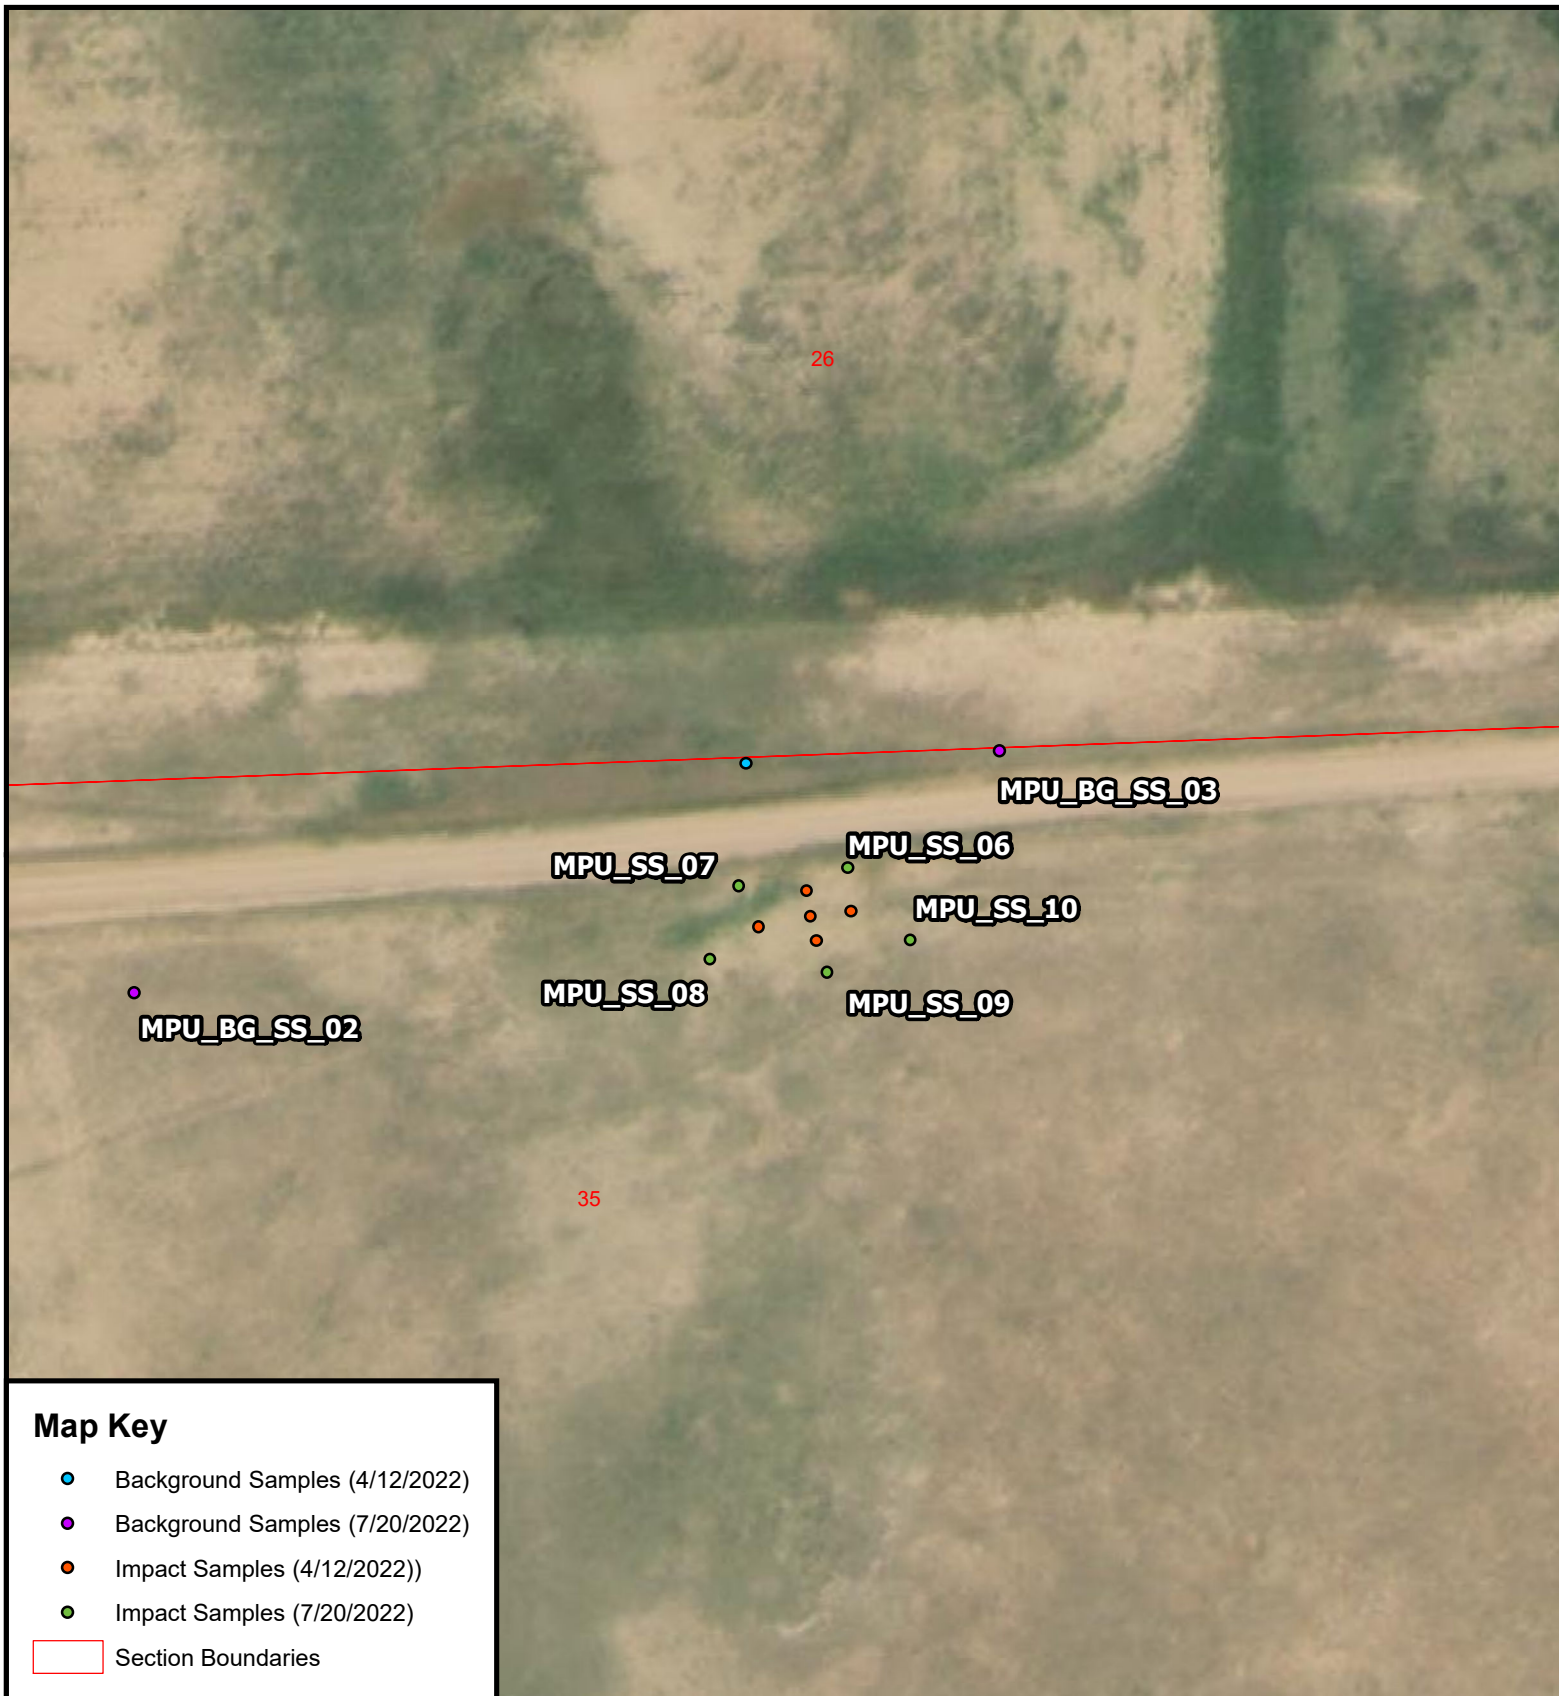 26
MPU_BG_SS_03
MPU_SS_06
MPU_SS_07
MPU_SS_10
MPU_SS_08
MPU_SS_09
MPU_BG_SS_02
35
Map Key
Background Samples (4/12/2022)
Background Samples (7/20/2022)
Impact Samples (4/12/2022))
Impact Samples (7/20/2022)
Section Boundaries